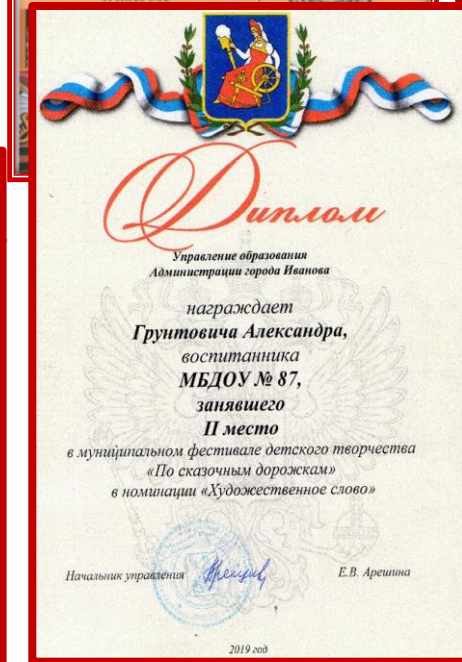 Диплом
Управление образования
Администрации города Иванова
награждает
Грунтовича Александра,
воспитанника
МБДОУ № 87,
занявшего
II место
в муниципальном фестивале детского творчества
«По сказочным дорожкам»
в номинации «Художественное слово»
Начальник управления Е.В. Арешина
2019 год